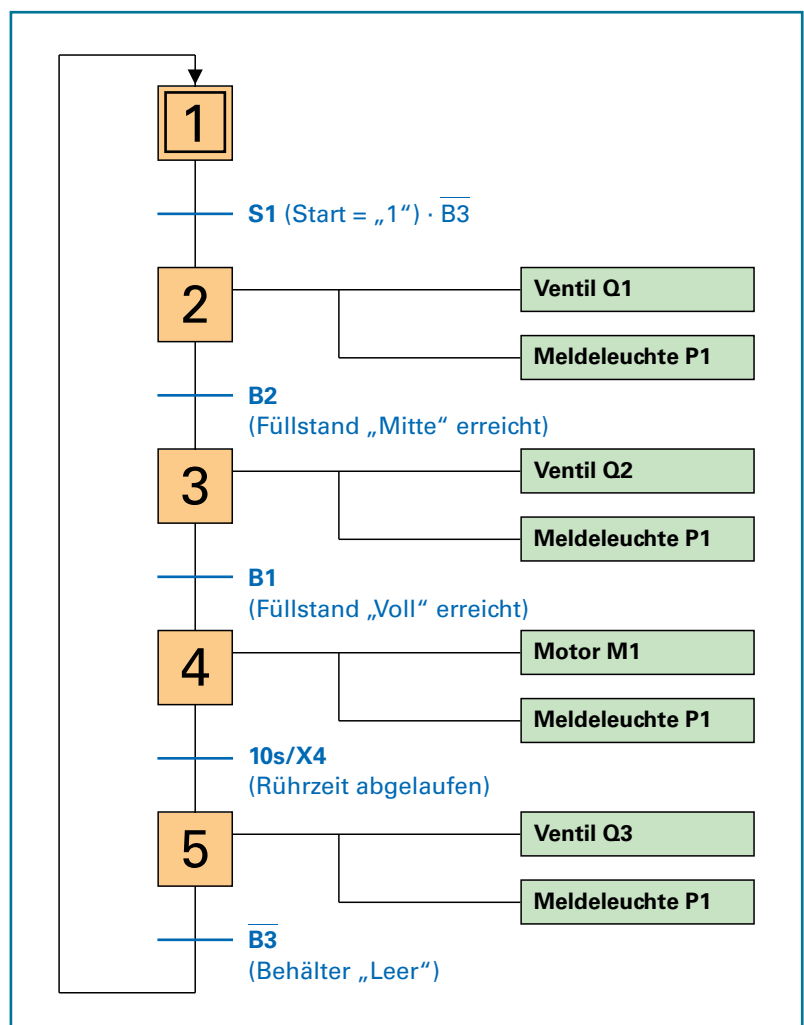 1
S1 (Start = „1“) · B3̅
2
Ventil Q1
Meldeleuchte P1
B2
(Füllstand „Mitte“ erreicht)
3
Ventil Q2
Meldeleuchte P1
B1
(Füllstand „Voll“ erreicht)
4
Motor M1
Meldeleuchte P1
10s/X4
(Rührzeit abgelaufen)
5
Ventil Q3
Meldeleuchte P1
B3̅
(Behälter „Leer“)